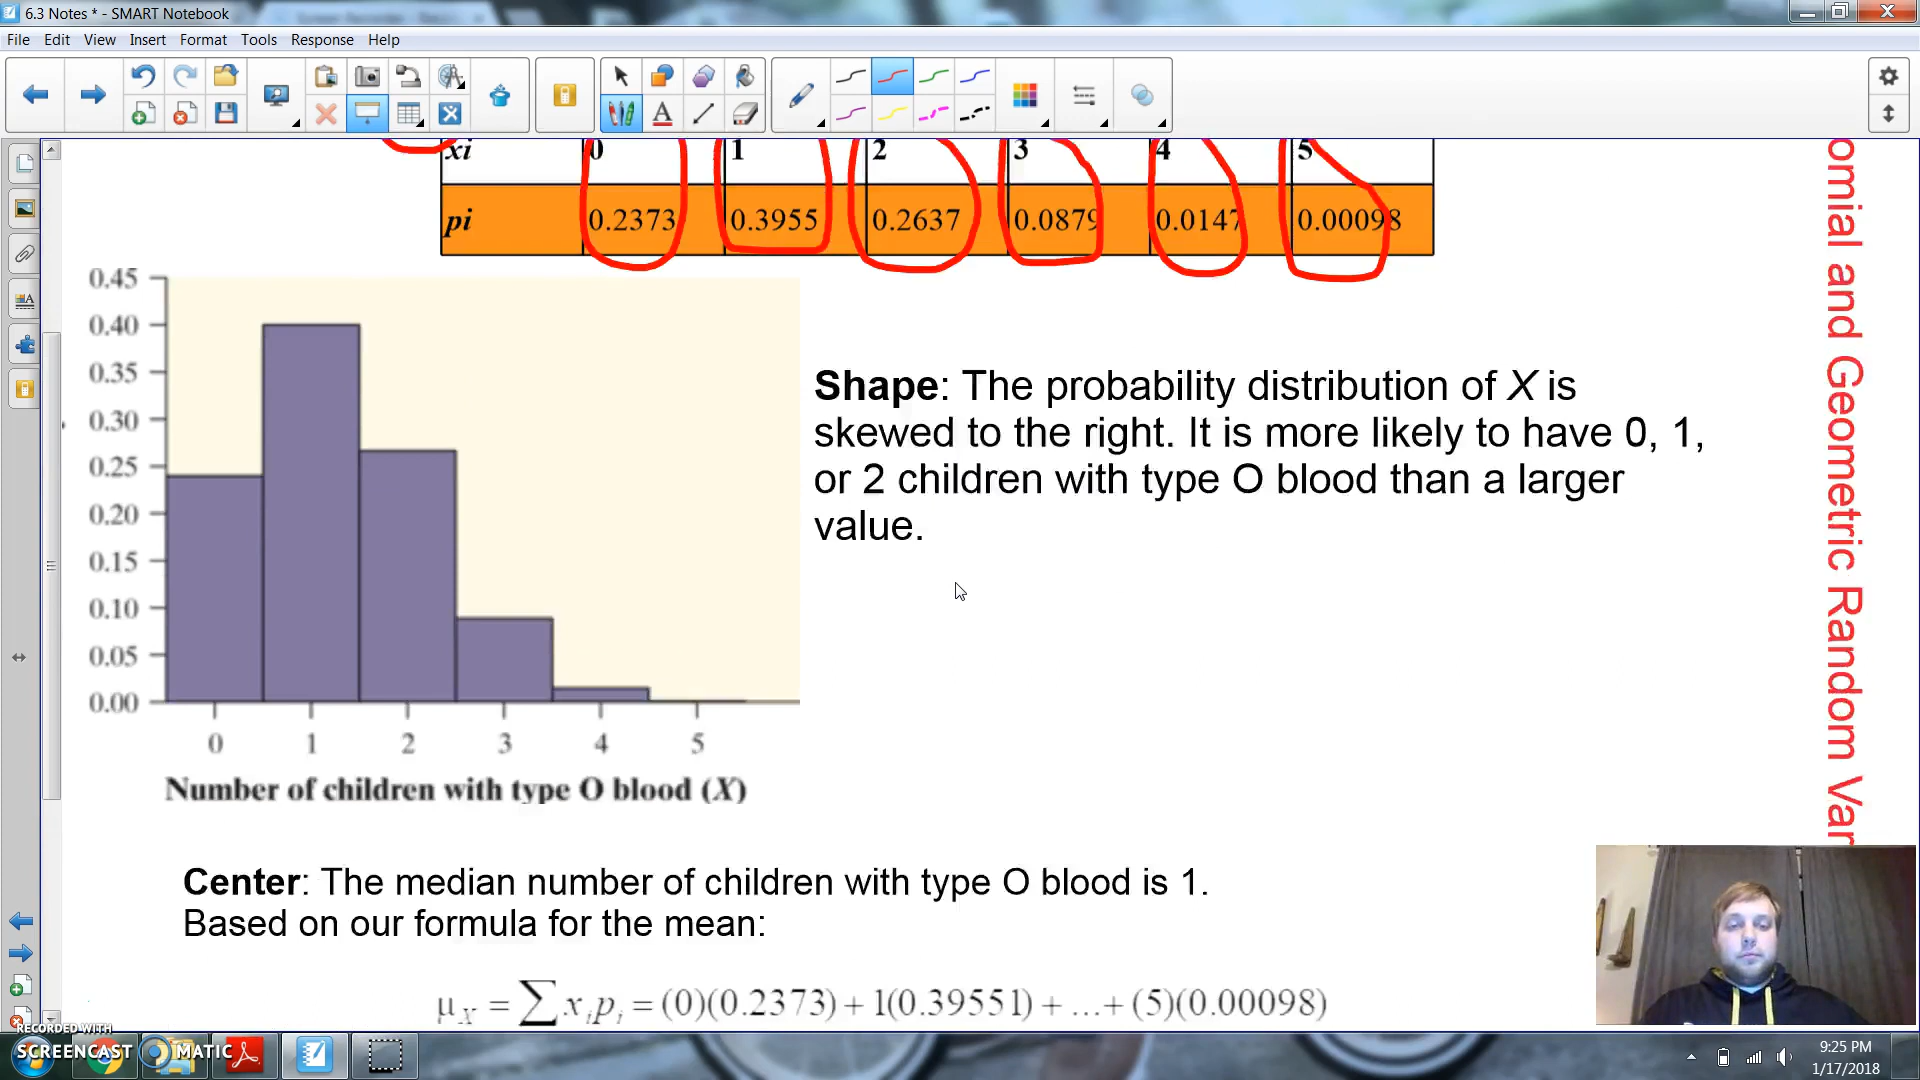 6.3 Notes * - SMART Notebook
File Edit View Insert Format Tools Response Help
xi 0 1 2 3 4 5
pi 0.2373 0.3955 0.2637 0.0879 0.0147 0.00098
0.45
0.40
0.35
0.30
0.25
0.20
0.15
0.10
0.05
0.00
0 1 2 3 4 5
Number of children with type O blood (X)
Shape: The probability distribution of X is
skewed to the right. It is more likely to have 0, 1,
or 2 children with type O blood than a larger
value.
Center: The median number of children with type O blood is 1.
Based on our formula for the mean:
μX = ∑ xipi = (0)(0.2373) + 1(0.39551) + ...+ (5)(0.00098)
omial and Geometric Random Var
RECORDED WITH
SCREENCAST MATIC
9:25 PM
1/17/2018